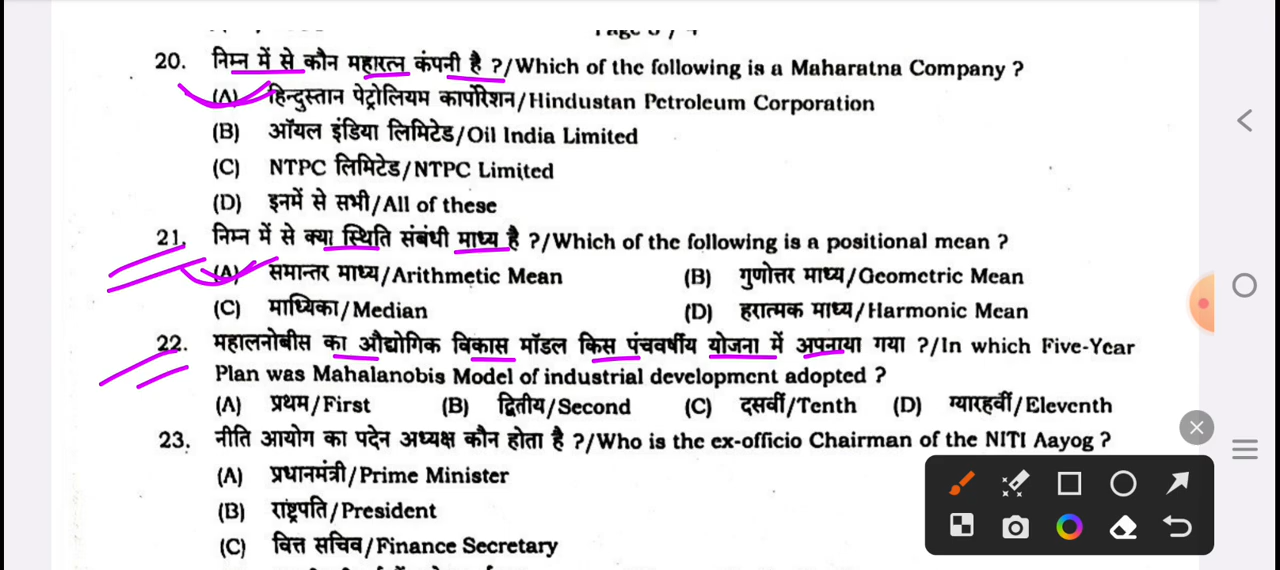 Page 3 / 4
20. निम्न में से कौन महारत्न कंपनी है ?/Which of the following is a Maharatna Company ?
(A) हिन्दुस्तान पेट्रोलियम कार्पोरेशन/Hindustan Petroleum Corporation
(B) ऑयल इंडिया लिमिटेड/Oil India Limited
(C) NTPC लिमिटेड/NTPC Limited
(D) इनमें से सभी/All of these
21. निम्न में से क्या स्थिति संबंधी माध्य है ?/Which of the following is a positional mean ?
(A) समान्तर माध्य/Arithmetic Mean (B) गुणोत्तर माध्य/Geometric Mean
(C) माध्यिका/Median (D) हरात्मक माध्य/Harmonic Mean
22. महालनोबीस का औद्योगिक विकास मॉडल किस पंचवर्षीय योजना में अपनाया गया ?/In which Five-Year
Plan was Mahalanobis Model of industrial development adopted ?
(A) प्रथम/First (B) द्वितीय/Second (C) दसवीं/Tenth (D) ग्यारहवीं/Eleventh
23. नीति आयोग का पदेन अध्यक्ष कौन होता है ?/Who is the ex-officio Chairman of the NITI Aayog ?
(A) प्रधानमंत्री/Prime Minister
(B) राष्ट्रपति/President
(C) वित्त सचिव/Finance Secretary